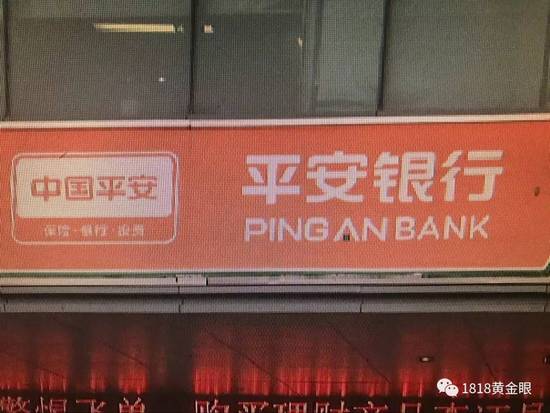 中国平安
保险·银行·投资
平安银行
PING AN BANK
警惕飞单 购买理财产品
1818黄金眼